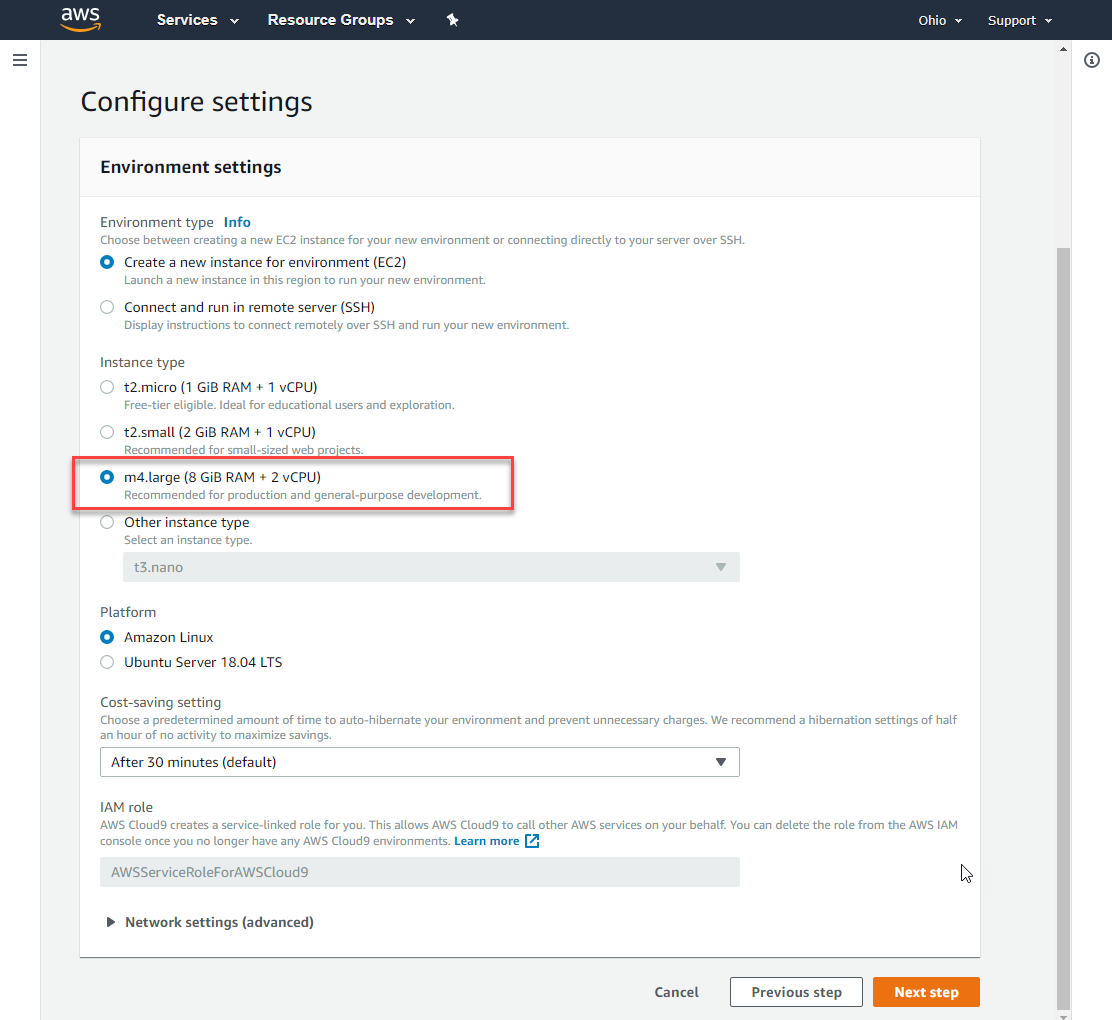 aws Services Resource Groups Ohio Support
Configure settings
Environment settings
Environment type Info
Choose between creating a new EC2 instance for your new environment or connecting directly to your server over SSH.
Create a new instance for environment (EC2)
Launch a new instance in this region to run your new environment.
Connect and run in remote server (SSH)
Display instructions to connect remotely over SSH and run your new environment.
Instance type
t2.micro (1 GiB RAM + 1 vCPU)
Free-tier eligible. Ideal for educational users and exploration.
t2.small (2 GiB RAM + 1 vCPU)
Recommended for small-sized web projects.
m4.large (8 GiB RAM + 2 vCPU)
Recommended for production and general-purpose development.
Other instance type
Select an instance type.
t3.nano
Platform
Amazon Linux
Ubuntu Server 18.04 LTS
Cost-saving setting
Choose a predetermined amount of time to auto-hibernate your environment and prevent unnecessary charges. We recommend a hibernation settings of half
an hour of no activity to maximize savings.
After 30 minutes (default)
IAM role
AWS Cloud9 creates a service-linked role for you. This allows AWS Cloud9 to call other AWS services on your behalf. You can delete the role from the AWS IAM
console once you no longer have any AWS Cloud9 environments. Learn more
AWSServiceRoleForAWSCloud9
Network settings (advanced)
Cancel Previous step Next step